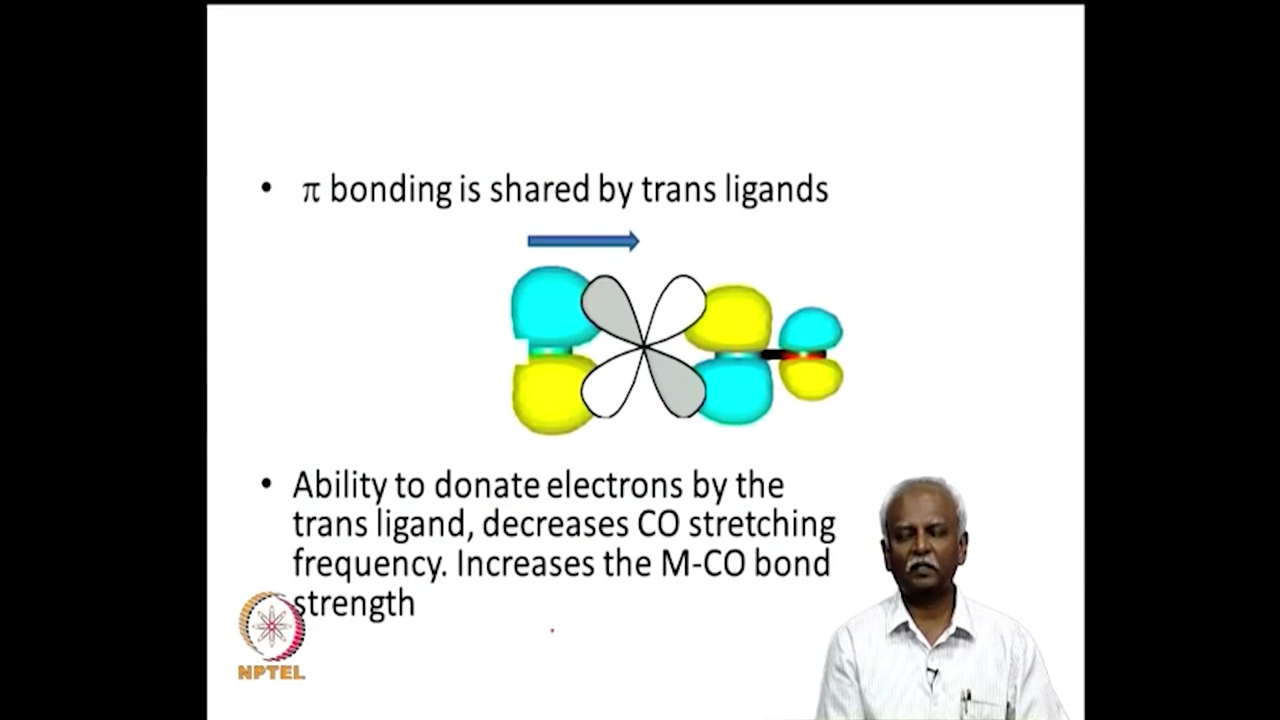 • π bonding is shared by trans ligands
• Ability to donate electrons by the
trans ligand, decreases CO stretching
frequency. Increases the M-CO bond
strength
NPTEL